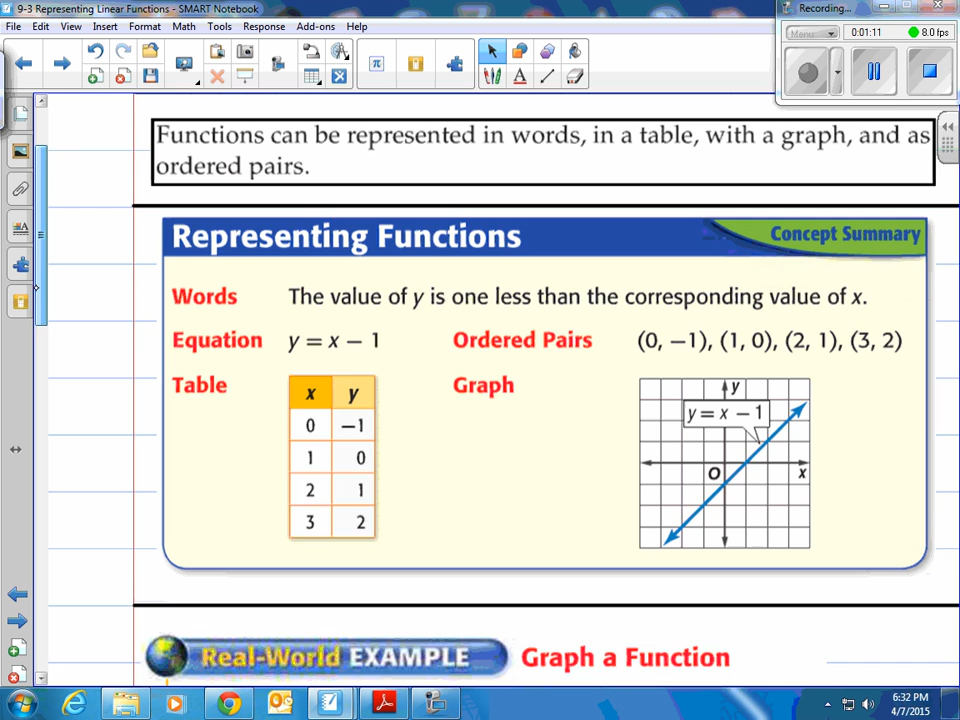 9-3 Representing Linear Functions - SMART Notebook
Recording...
File Edit View Insert Format Math Tools Response Add-ons Help
Menu 0:01:11 8.0 fps
Functions can be represented in words, in a table, with a graph, and as
ordered pairs.
Representing Functions
Concept Summary
Words The value of y is one less than the corresponding value of x.
Equation y = x − 1 Ordered Pairs (0, −1), (1, 0), (2, 1), (3, 2)
Table Graph
x y
0 −1
1 0
2 1
3 2
y
y = x − 1
O x
Real-World EXAMPLE Graph a Function
6:32 PM
4/7/2015